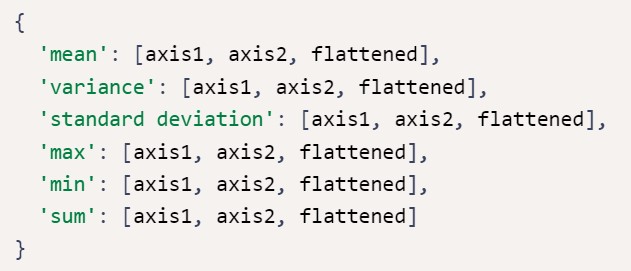 {
'mean': [axis1, axis2, flattened],
'variance': [axis1, axis2, flattened],
'standard deviation': [axis1, axis2, flattened],
'max': [axis1, axis2, flattened],
'min': [axis1, axis2, flattened],
'sum': [axis1, axis2, flattened]
}